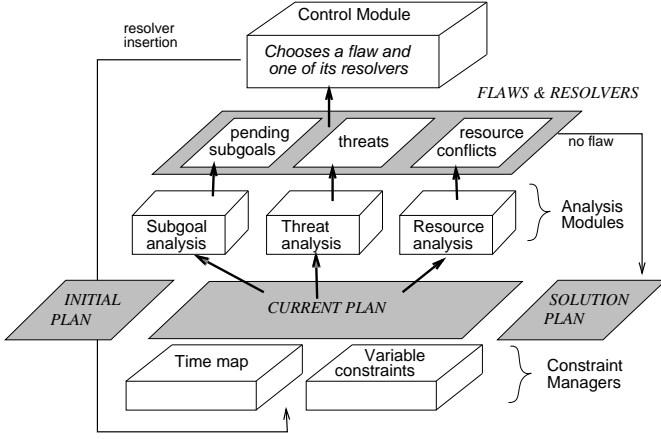 Control Module
resolver
insertion
Chooses a flaw and
one of its resolvers
FLAWS & RESOLVERS
pending
subgoals
threats
resource
conflicts
no flaw
Subgoal
analysis
Threat
analysis
Resource
analysis
Analysis
Modules
INITIAL
PLAN
CURRENT PLAN
SOLUTION
PLAN
Time map
Variable
constraints
Constraint
Managers